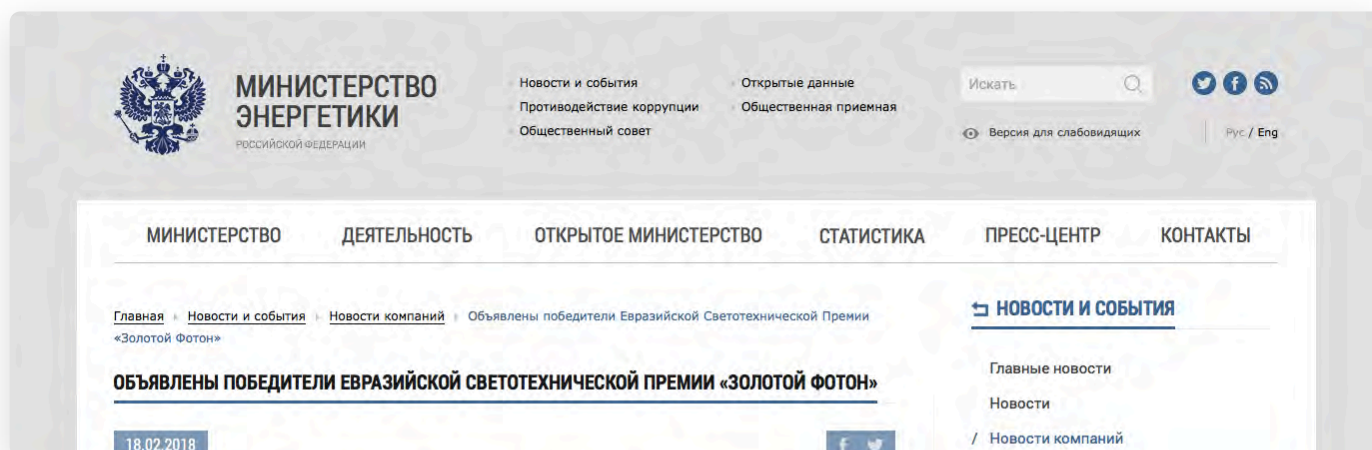 МИНИСТЕРСТВО
ЭНЕРГЕТИКИ
РОССИЙСКОЙ ФЕДЕРАЦИИ
Новости и события
Противодействие коррупции
Общественный совет
Открытые данные
Общественная приемная
Искать
Версия для слабовидящих
Рус / Eng
МИНИСТЕРСТВО ДЕЯТЕЛЬНОСТЬ ОТКРЫТОЕ МИНИСТЕРСТВО СТАТИСТИКА ПРЕСС-ЦЕНТР КОНТАКТЫ
Главная Новости и события Новости компаний Объявлены победители Евразийской Светотехнической Премии
«Золотой Фотон»
ОБЪЯВЛЕНЫ ПОБЕДИТЕЛИ ЕВРАЗИЙСКОЙ СВЕТОТЕХНИЧЕСКОЙ ПРЕМИИ «ЗОЛОТОЙ ФОТОН»
18.02.2018
НОВОСТИ И СОБЫТИЯ
Главные новости
Новости
/ Новости компаний